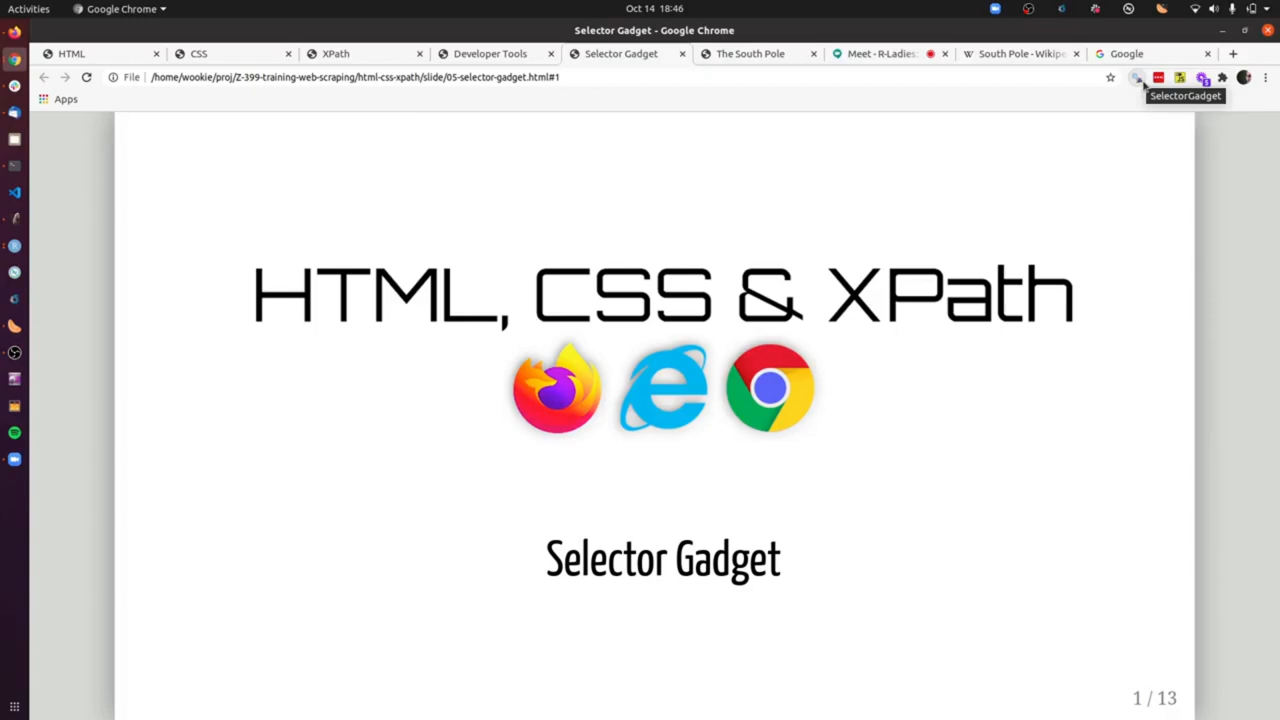 Activities
Google Chrome
Oct 14 18:46
Selector Gadget - Google Chrome
HTML
CSS
XPath
Developer Tools
Selector Gadget
The South Pole
Meet - R-Ladies
South Pole - Wikipe
Google
File
/home/wookie/proj/Z-399-training-web-scraping/html-css-xpath/slide/05-selector-gadget.html#1
SelectorGadget
Apps
HTML, CSS & XPath
Selector Gadget
1 / 13